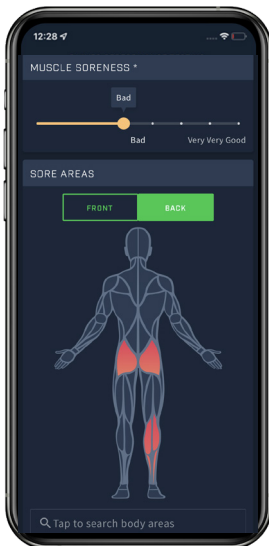 12:28
MUSCLE SORENESS *
Bad
Bad Very Very Good
SORE AREAS
FRONT BACK
Tap to search body areas